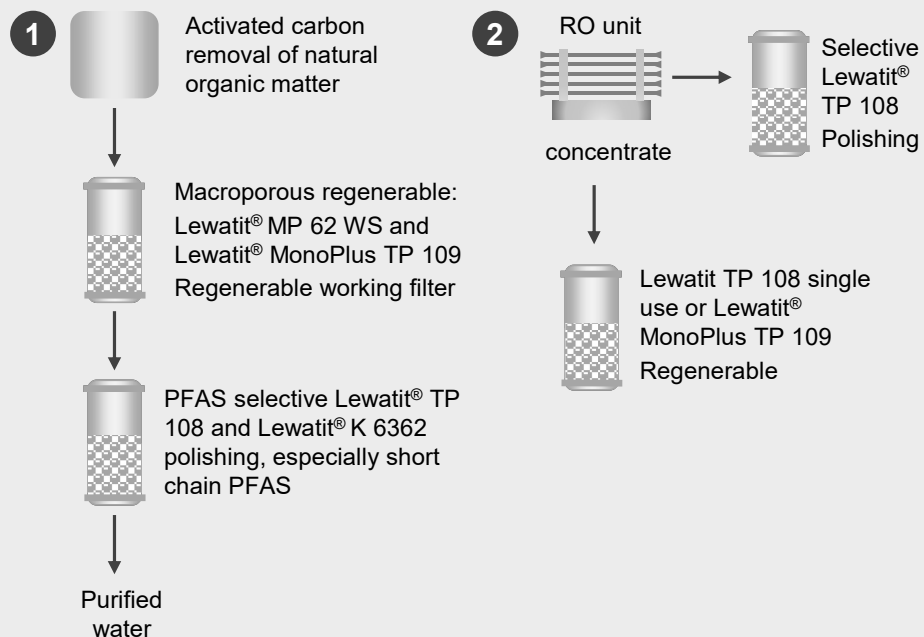 1
Activated carbon
removal of natural
organic matter
Macroporous regenerable:
Lewatit® MP 62 WS and
Lewatit® MonoPlus TP 109
Regenerable working filter
PFAS selective Lewatit® TP
108 and Lewatit® K 6362
polishing, especially short
chain PFAS
Purified
water
2
RO unit
Selective
Lewatit®
TP 108
Polishing
concentrate
Lewatit TP 108 single
use or Lewatit®
MonoPlus TP 109
Regenerable